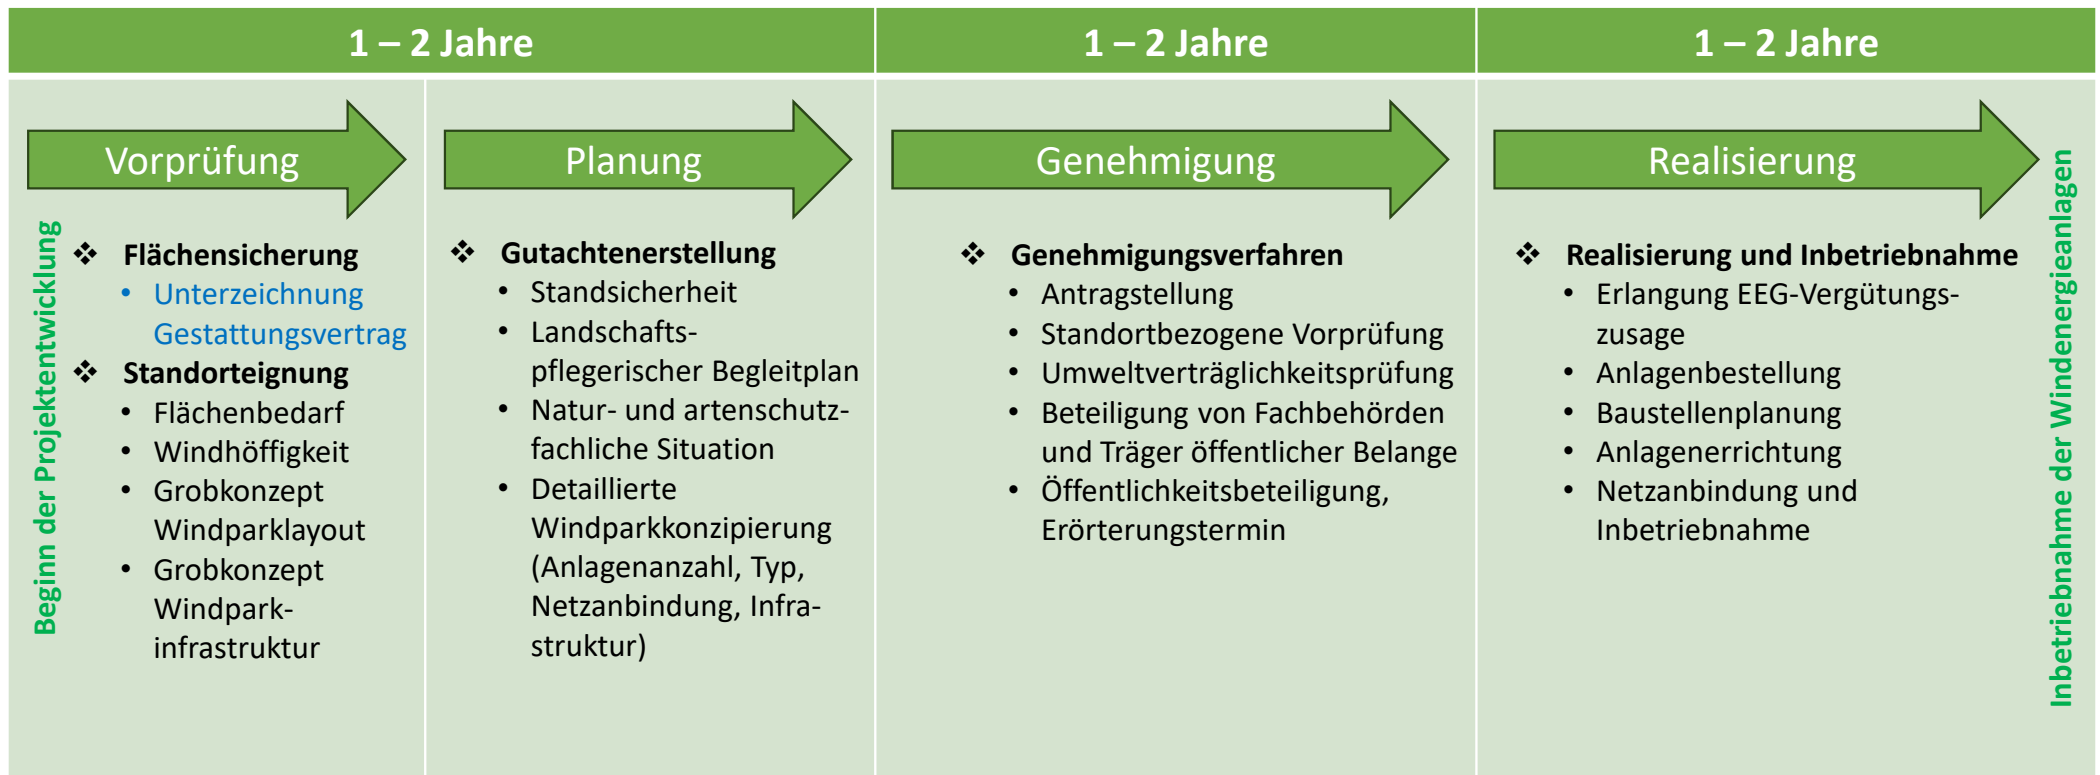 1 – 2 Jahre
1 – 2 Jahre
1 – 2 Jahre
Beginn der Projektentwicklung
Vorprüfung
❖ Flächensicherung
• Unterzeichnung
Gestattungsvertrag
❖ Standorteignung
• Flächenbedarf
• Windhöffigkeit
• Grobkonzept
Windparklayout
• Grobkonzept
Windpark-
infrastruktur
Planung
❖ Gutachtenerstellung
• Standsicherheit
• Landschafts-
pflegerischer Begleitplan
• Natur- und artenschutz-
fachliche Situation
• Detaillierte
Windparkkonzipierung
(Anlagenanzahl, Typ,
Netzanbindung, Infra-
struktur)
Genehmigung
❖ Genehmigungsverfahren
• Antragstellung
• Standortbezogene Vorprüfung
• Umweltverträglichkeitsprüfung
• Beteiligung von Fachbehörden
und Träger öffentlicher Belange
• Öffentlichkeitsbeteiligung,
Erörterungstermin
Realisierung
❖ Realisierung und Inbetriebnahme
• Erlangung EEG-Vergütungs-
zusage
• Anlagenbestellung
• Baustellenplanung
• Anlagenerrichtung
• Netzanbindung und
Inbetriebnahme
Inbetriebnahme der Windenergieanlagen